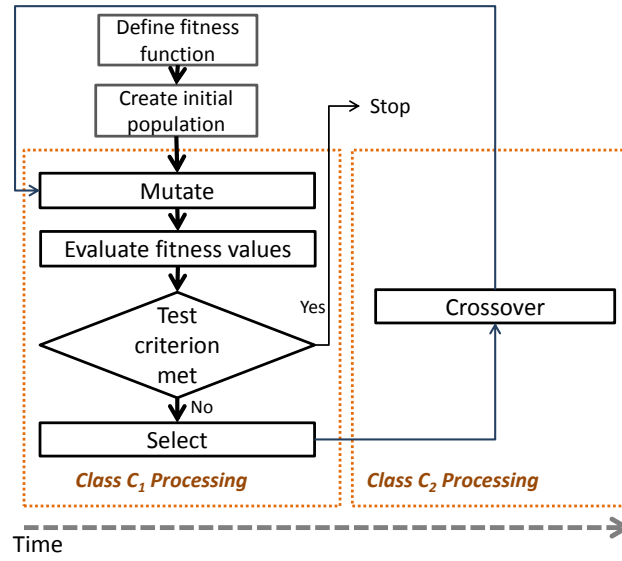 Define fitness
function
Create initial
population
Stop
Mutate
Evaluate fitness values
Yes
Test
criterion
met
Crossover
No
Select
Class C1 Processing
Class C2 Processing
Time